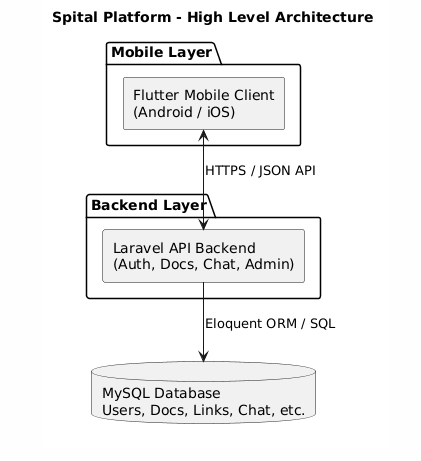 Spital Platform - High Level Architecture
Mobile Layer
Flutter Mobile Client
(Android / iOS)
HTTPS / JSON API
Backend Layer
Laravel API Backend
(Auth, Docs, Chat, Admin)
Eloquent ORM / SQL
MySQL Database
Users, Docs, Links, Chat, etc.